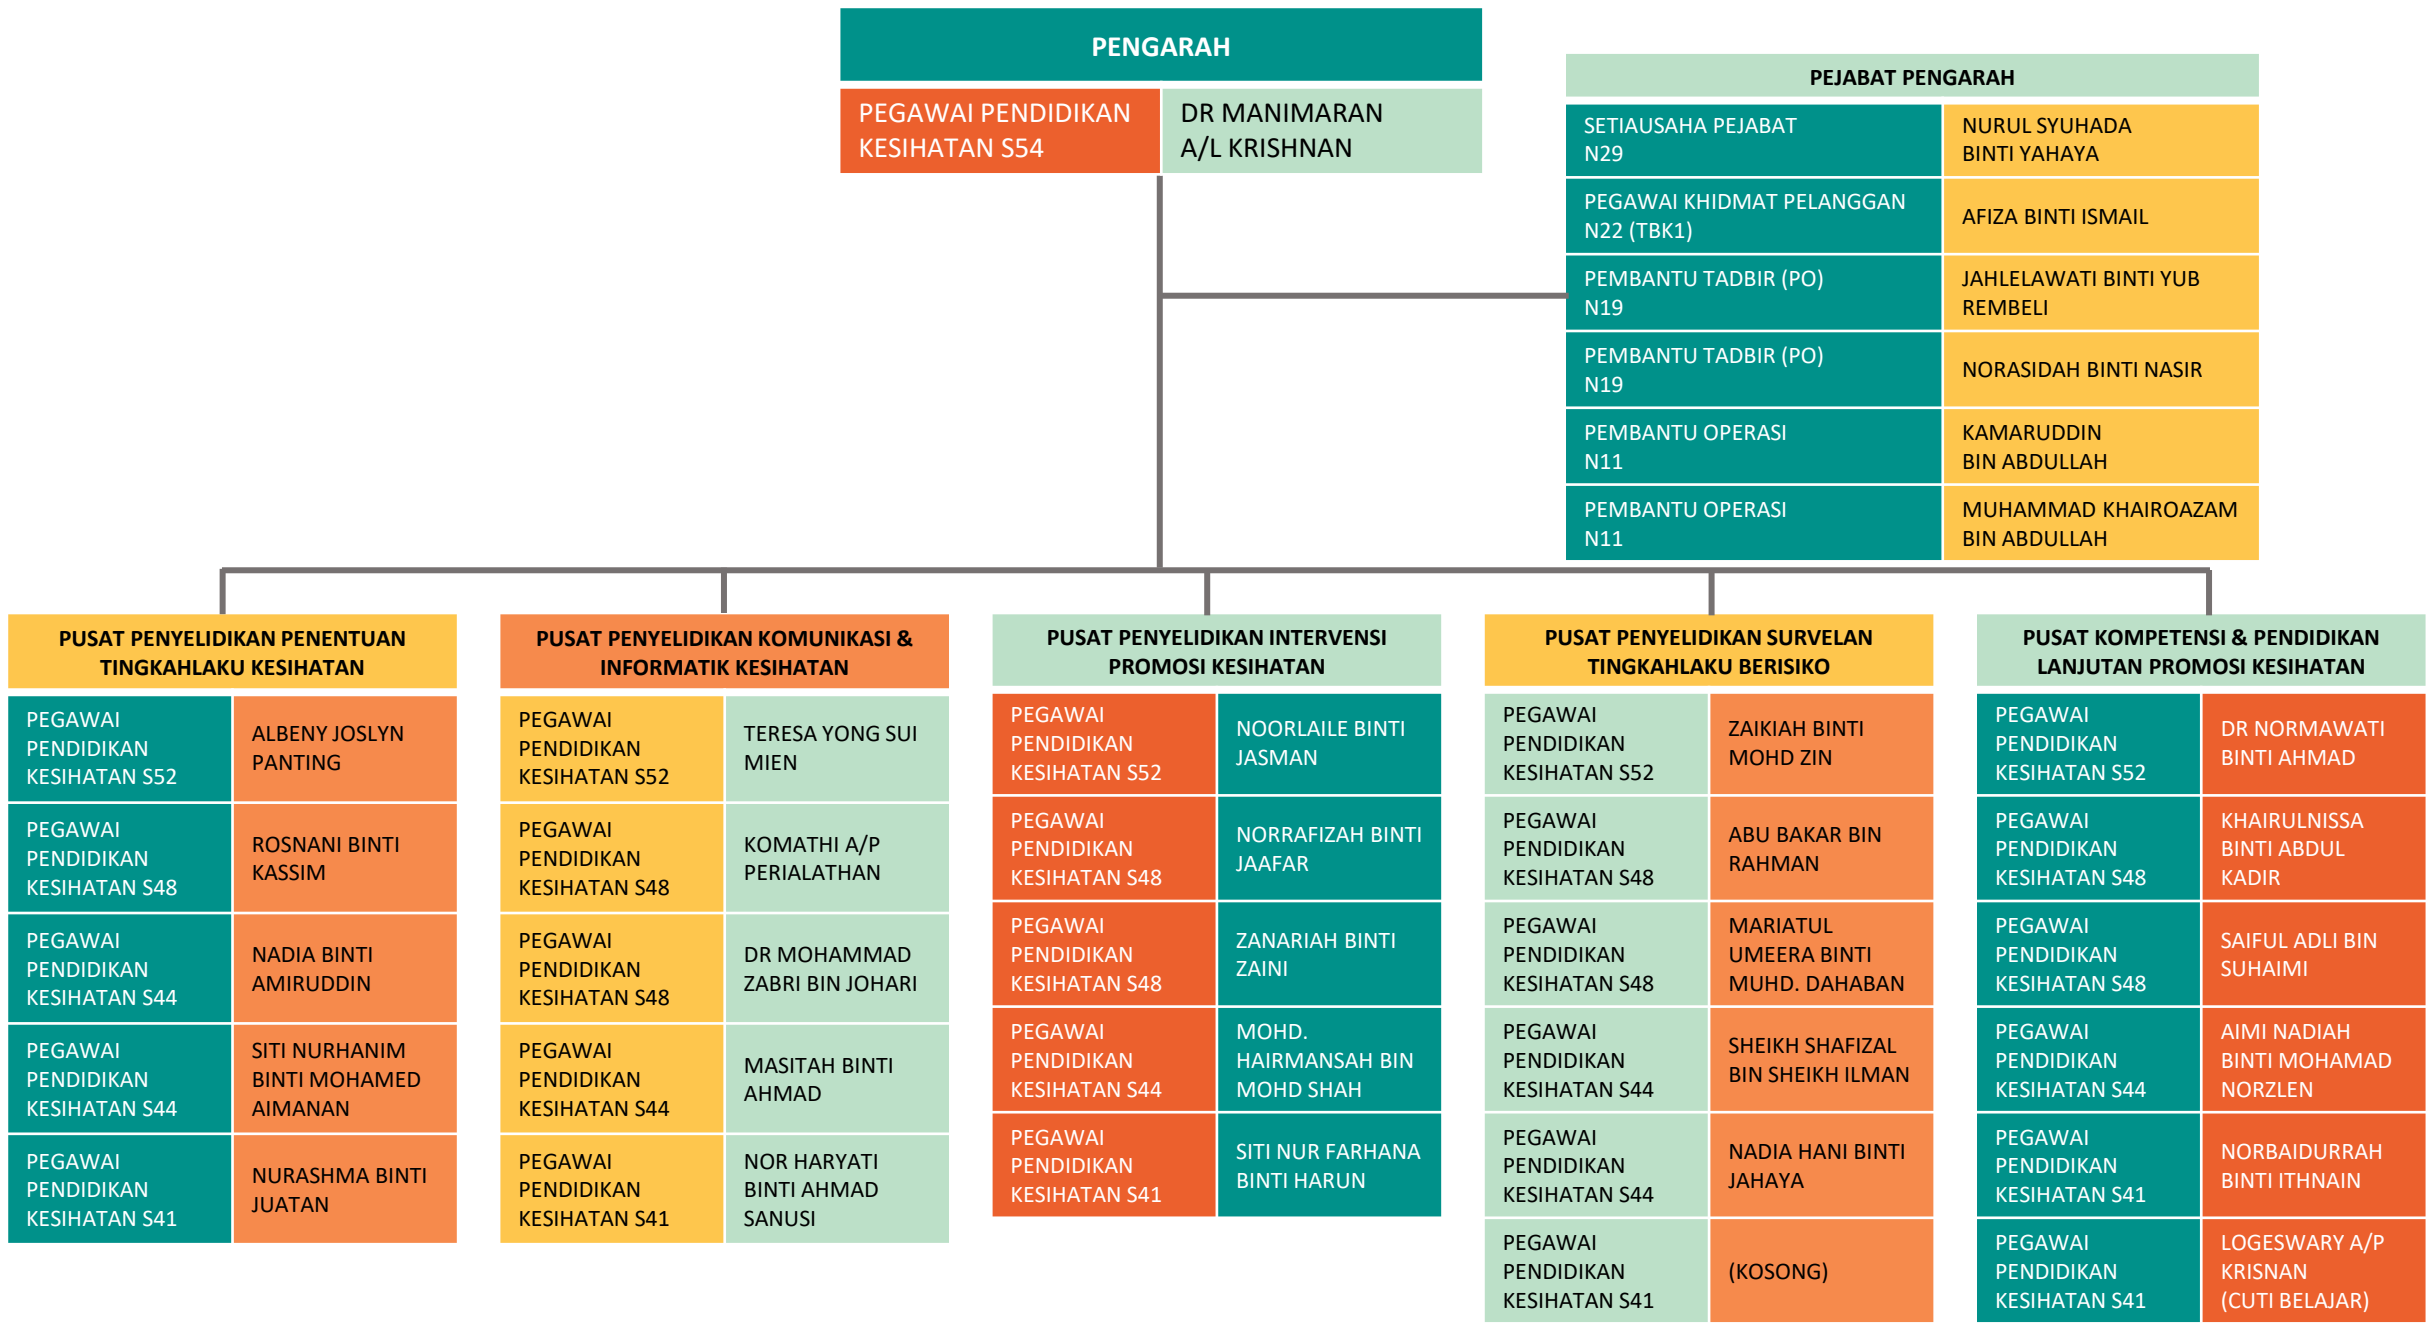 PENGARAH
PEGAWAI PENDIDIKAN
KESIHATAN S54
DR MANIMARAN
A/L KRISHNAN
PEJABAT PENGARAH
SETIAUSAHA PEJABAT
N29
NURUL SYUHADA
BINTI YAHAYA
PEGAWAI KHIDMAT PELANGGAN
N22 (TBK1)
AFIZA BINTI ISMAIL
PEMBANTU TADBIR (PO)
N19
JAHLELAWATI BINTI YUB
REMBELI
PEMBANTU TADBIR (PO)
N19
NORASIDAH BINTI NASIR
PEMBANTU OPERASI
N11
KAMARUDDIN
BIN ABDULLAH
PEMBANTU OPERASI
N11
MUHAMMAD KHAIROAZAM
BIN ABDULLAH
PUSAT PENYELIDIKAN PENENTUAN
TINGKAHLAKU KESIHATAN
PEGAWAI
PENDIDIKAN
KESIHATAN S52
ALBENY JOSLYN
PANTING
PEGAWAI
PENDIDIKAN
KESIHATAN S48
ROSNANI BINTI
KASSIM
PEGAWAI
PENDIDIKAN
KESIHATAN S44
NADIA BINTI
AMIRUDDIN
PEGAWAI
PENDIDIKAN
KESIHATAN S44
SITI NURHANIM
BINTI MOHAMED
AIMANAN
PEGAWAI
PENDIDIKAN
KESIHATAN S41
NURASHMA BINTI
JUATAN
PUSAT PENYELIDIKAN KOMUNIKASI &
INFORMATIK KESIHATAN
PEGAWAI
PENDIDIKAN
KESIHATAN S52
TERESA YONG SUI
MIEN
PEGAWAI
PENDIDIKAN
KESIHATAN S48
KOMATHI A/P
PERIALATHAN
PEGAWAI
PENDIDIKAN
KESIHATAN S48
DR MOHAMMAD
ZABRI BIN JOHARI
PEGAWAI
PENDIDIKAN
KESIHATAN S44
MASITAH BINTI
AHMAD
PEGAWAI
PENDIDIKAN
KESIHATAN S41
NOR HARYATI
BINTI AHMAD
SANUSI
PUSAT PENYELIDIKAN INTERVENSI
PROMOSI KESIHATAN
PEGAWAI
PENDIDIKAN
KESIHATAN S52
NOORLAILE BINTI
JASMAN
PEGAWAI
PENDIDIKAN
KESIHATAN S48
NORRAFIZAH BINTI
JAAFAR
PEGAWAI
PENDIDIKAN
KESIHATAN S48
ZANARIAH BINTI
ZAINI
PEGAWAI
PENDIDIKAN
KESIHATAN S44
MOHD.
HAIRMANSAH BIN
MOHD SHAH
PEGAWAI
PENDIDIKAN
KESIHATAN S41
SITI NUR FARHANA
BINTI HARUN
PUSAT PENYELIDIKAN SURVELAN
TINGKAHLAKU BERISIKO
PEGAWAI
PENDIDIKAN
KESIHATAN S52
ZAIKIAH BINTI
MOHD ZIN
PEGAWAI
PENDIDIKAN
KESIHATAN S48
ABU BAKAR BIN
RAHMAN
PEGAWAI
PENDIDIKAN
KESIHATAN S48
MARIATUL
UMEERA BINTI
MUHD. DAHABAN
PEGAWAI
PENDIDIKAN
KESIHATAN S44
SHEIKH SHAFIZAL
BIN SHEIKH ILMAN
PEGAWAI
PENDIDIKAN
KESIHATAN S44
NADIA HANI BINTI
JAHAYA
PEGAWAI
PENDIDIKAN
KESIHATAN S41
(KOSONG)
PUSAT KOMPETENSI & PENDIDIKAN
LANJUTAN PROMOSI KESIHATAN
PEGAWAI
PENDIDIKAN
KESIHATAN S52
DR NORMAWATI
BINTI AHMAD
PEGAWAI
PENDIDIKAN
KESIHATAN S48
KHAIRULNISSA
BINTI ABDUL
KADIR
PEGAWAI
PENDIDIKAN
KESIHATAN S48
SAIFUL ADLI BIN
SUHAIMI
PEGAWAI
PENDIDIKAN
KESIHATAN S44
AIMI NADIAH
BINTI MOHAMAD
NORZLEN
PEGAWAI
PENDIDIKAN
KESIHATAN S41
NORBAIDURRAH
BINTI ITHNAIN
PEGAWAI
PENDIDIKAN
KESIHATAN S41
LOGESWARY A/P
KRISNAN
(CUTI BELAJAR)